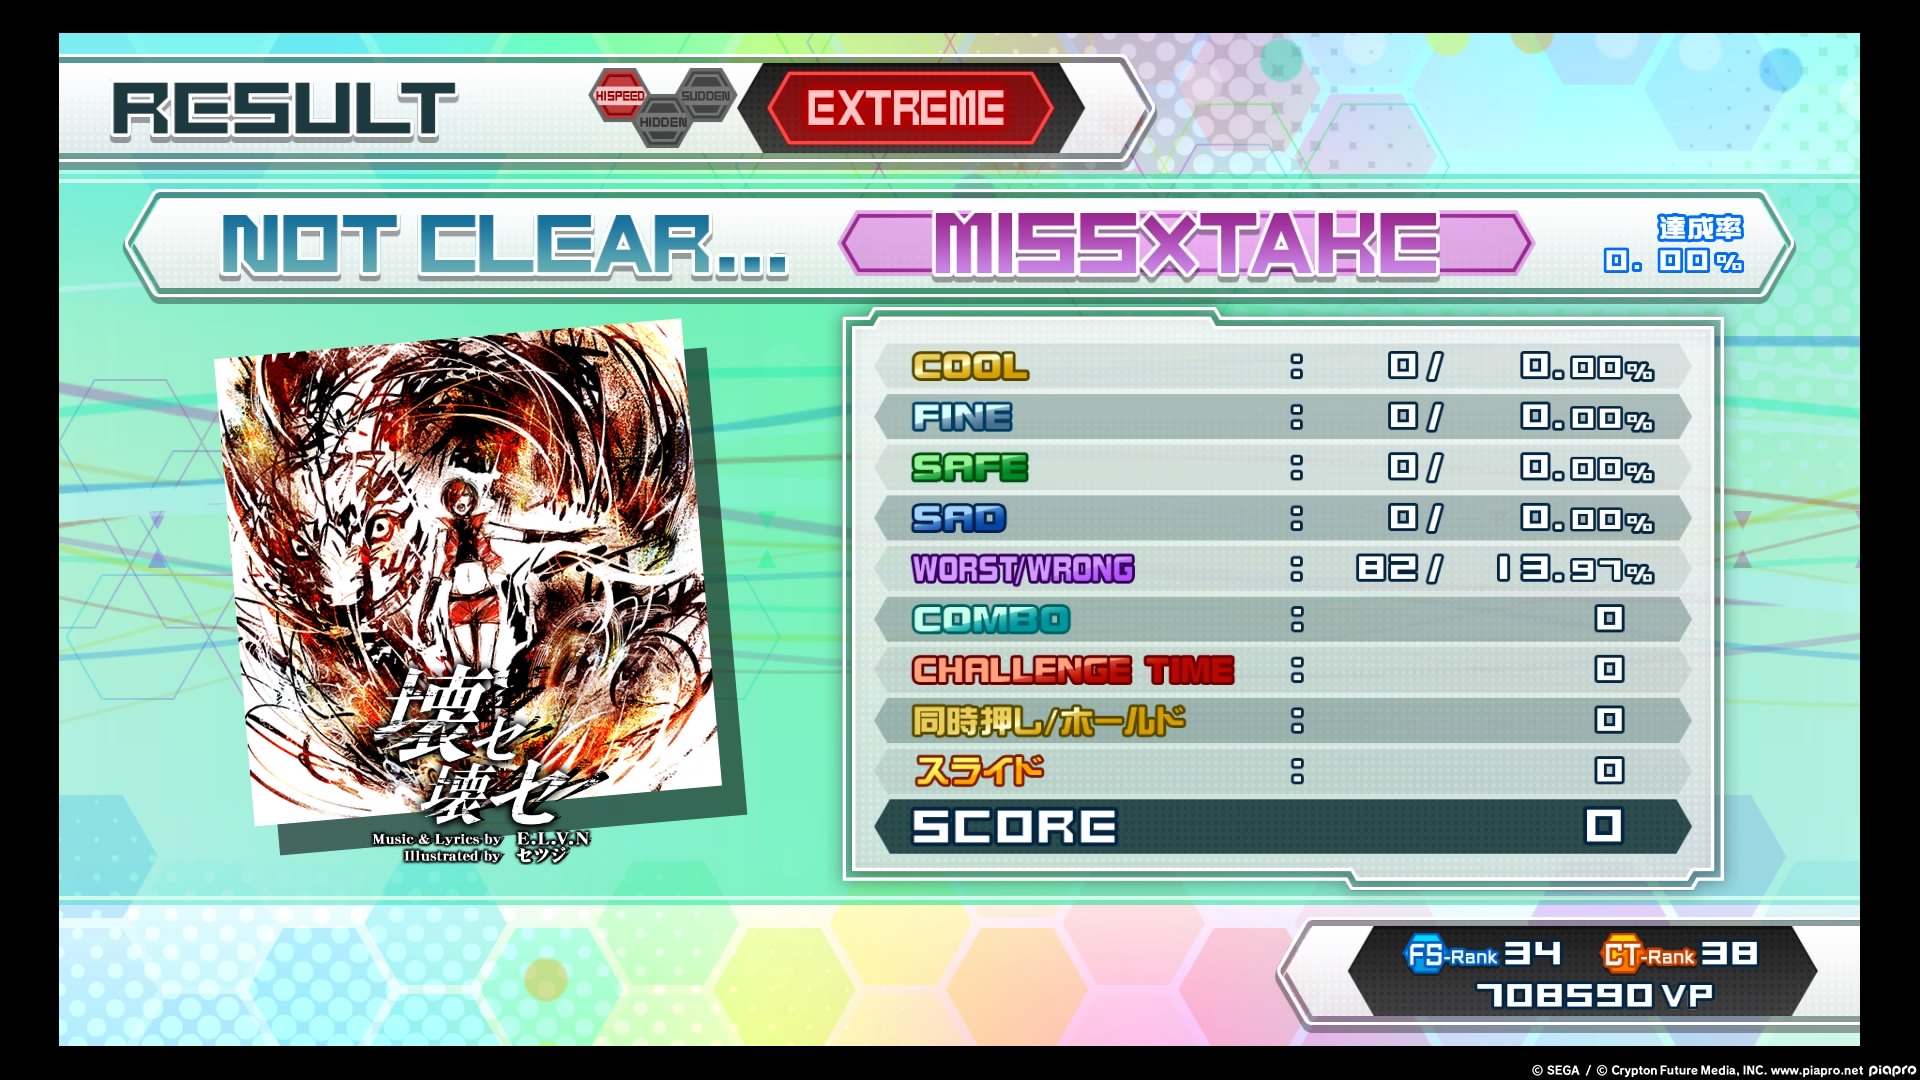 RESULT
HISPEED
SUDDEN
HIDDEN
EXTREME
NOT CLEAR...
MISS×TAKE
達成率
0.00%
COOL : 0/ 0.00%
FINE : 0/ 0.00%
SAFE : 0/ 0.00%
SAD : 0/ 0.00%
WORST/WRONG : 82/ 13.97%
COMBO : 0
CHALLENGE TIME : 0
同時押し/ホールド : 0
スライド : 0
SCORE 0
壊セ
壊セ
Music & Lyrics by E.L.V.N
Illustrated by セツジ
FS-Rank 34 CT-Rank 38
708590 VP
© SEGA / © Crypton Future Media, INC. www.piapro.net piapro